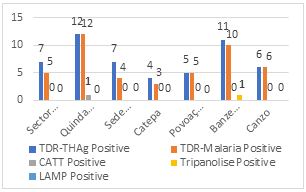 15
10
5
0
7 5 0 0
12 12 1 0
7 4 0 0
4 3 0 0
5 5 0 0
11 10 0 1
6 6 0 0
Sector...
Quinda...
Sede...
Catepa
Povoaç...
Banze...
Canzo
TDR-THAg Positive TDR-Malaria Positive
CATT Positive Tripanolise Positive
LAMP Positive